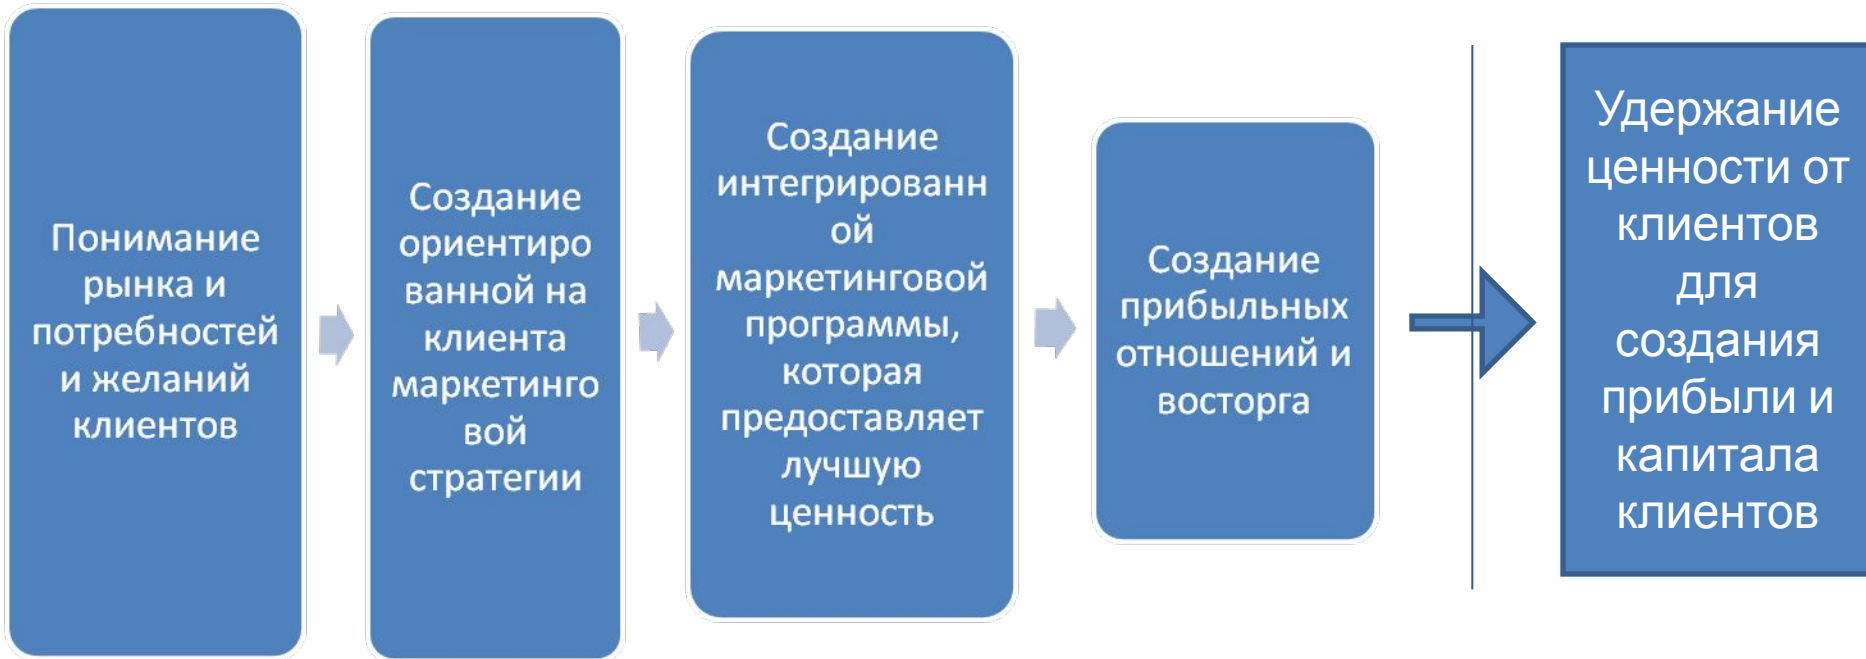 Понимание
рынка и
потребностей
и желаний
клиентов
Создание
ориентиро
ванной на
клиента
маркетинго
вой
стратегии
Создание
интегрированн
ой
маркетинговой
программы,
которая
предоставляет
лучшую
ценность
Создание
прибыльных
отношений и
восторга
Удержание
ценности от
клиентов
для
создания
прибыли и
капитала
клиентов